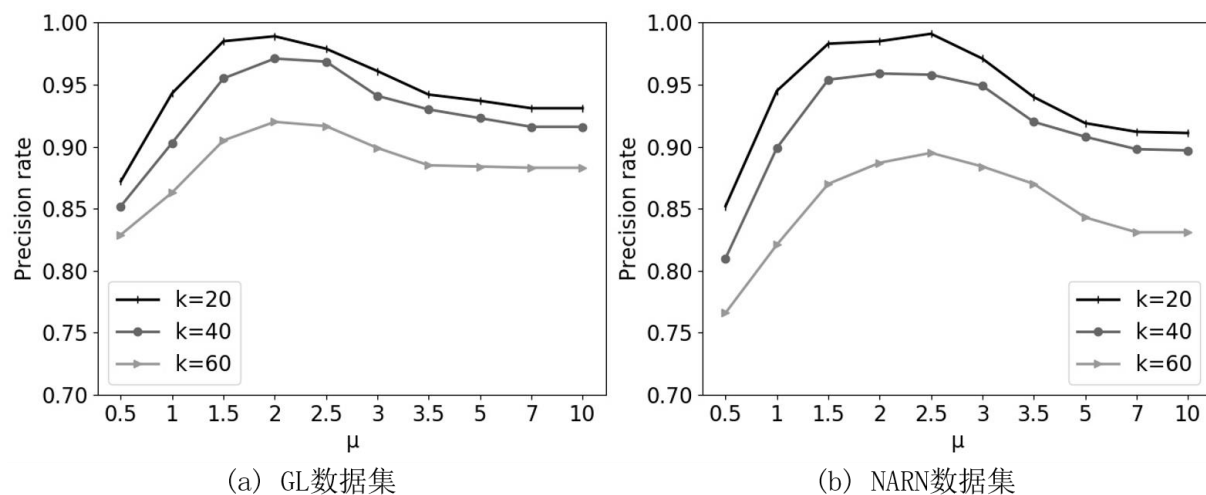 1.00
0.95
0.90
0.85
0.80
0.75
0.70
Precision rate
k=20
k=40
k=60
0.5 1 1.5 2 2.5 3 3.5 5 7 10
μ
(a) GL数据集
1.00
0.95
0.90
0.85
0.80
0.75
0.70
Precision rate
k=20
k=40
k=60
0.5 1 1.5 2 2.5 3 3.5 5 7 10
μ
(b) NARN数据集